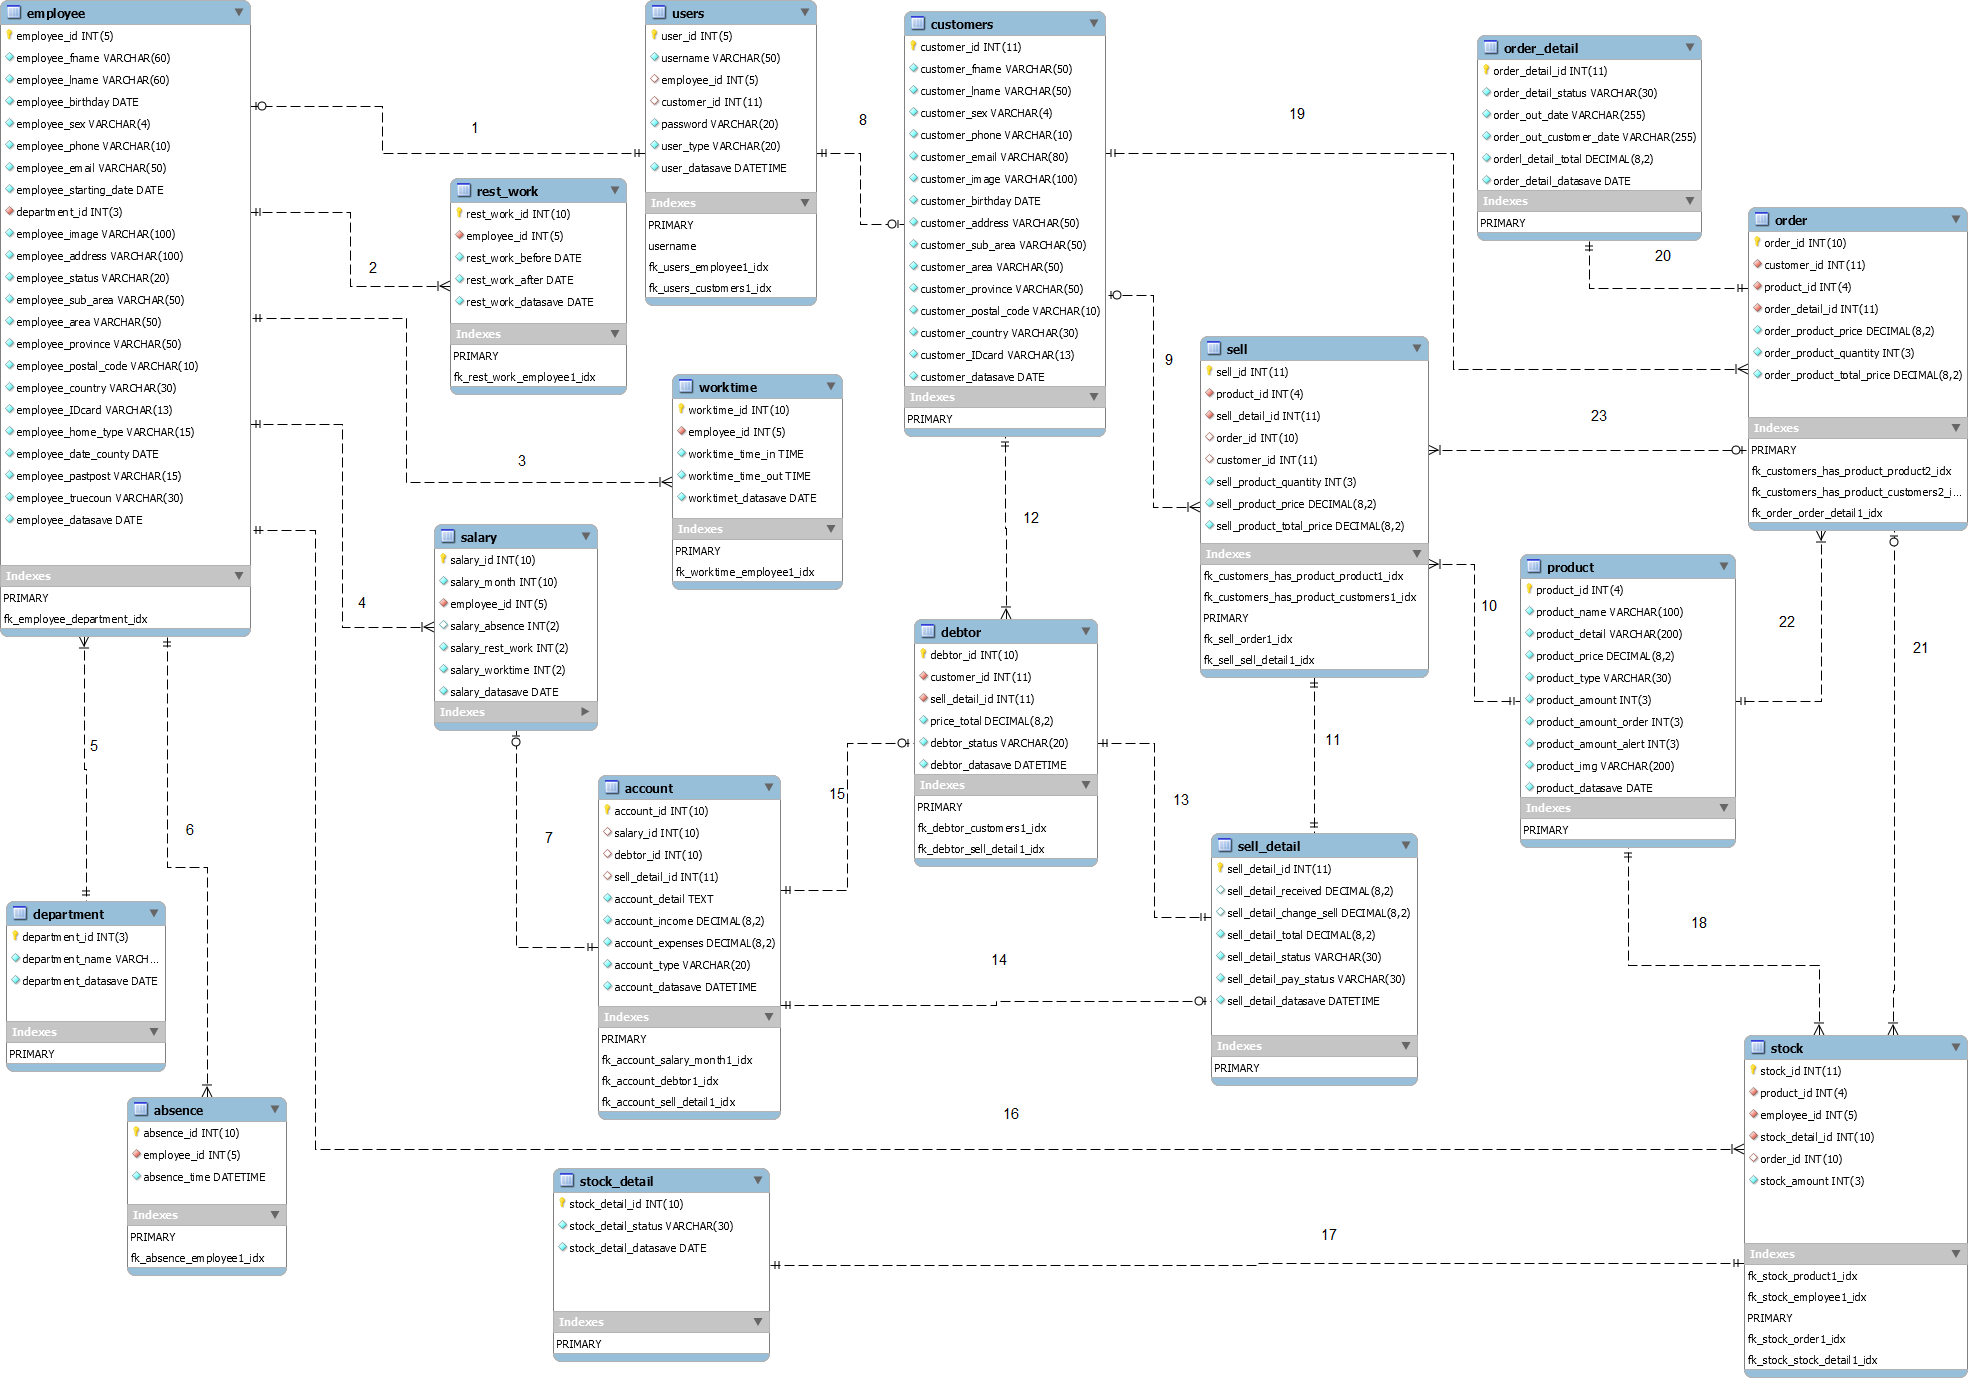 employee
employee_id INT(5)
employee_fname VARCHAR(60)
employee_lname VARCHAR(60)
employee_birthday DATE
employee_sex VARCHAR(4)
employee_phone VARCHAR(10)
employee_email VARCHAR(50)
employee_starting_date DATE
department_id INT(3)
employee_image VARCHAR(100)
employee_address VARCHAR(100)
employee_status VARCHAR(20)
employee_sub_area VARCHAR(50)
employee_area VARCHAR(50)
employee_province VARCHAR(50)
employee_postal_code VARCHAR(10)
employee_country VARCHAR(30)
employee_IDcard VARCHAR(13)
employee_home_type VARCHAR(15)
employee_date_county DATE
employee_pastpost VARCHAR(15)
employee_truecoun VARCHAR(30)
employee_datasave DATE
Indexes
PRIMARY
fk_employee_department_idx
users
user_id INT(5)
username VARCHAR(50)
employee_id INT(5)
customer_id INT(11)
password VARCHAR(20)
user_type VARCHAR(20)
user_datasave DATETIME
Indexes
PRIMARY
username
fk_users_employee1_idx
fk_users_customers1_idx
customers
customer_id INT(11)
customer_fname VARCHAR(50)
customer_lname VARCHAR(50)
customer_sex VARCHAR(4)
customer_phone VARCHAR(10)
customer_email VARCHAR(80)
customer_image VARCHAR(100)
customer_birthday DATE
customer_address VARCHAR(50)
customer_sub_area VARCHAR(50)
customer_area VARCHAR(50)
customer_province VARCHAR(50)
customer_postal_code VARCHAR(10)
customer_country VARCHAR(30)
customer_IDcard VARCHAR(13)
customer_datasave DATE
Indexes
PRIMARY
order_detail
order_detail_id INT(11)
order_detail_status VARCHAR(30)
order_out_date VARCHAR(255)
order_out_customer_date VARCHAR(255)
orderl_detail_total DECIMAL(8,2)
order_detail_datasave DATE
Indexes
PRIMARY
order
order_id INT(10)
customer_id INT(11)
product_id INT(4)
order_detail_id INT(11)
order_product_price DECIMAL(8,2)
order_product_quantity INT(3)
order_product_total_price DECIMAL(8,2)
Indexes
PRIMARY
fk_customers_has_product_product2_idx
fk_customers_has_product_customers2_i...
fk_order_order_detail1_idx
rest_work
rest_work_id INT(10)
employee_id INT(5)
rest_work_before DATE
rest_work_after DATE
rest_work_datasave DATE
Indexes
PRIMARY
fk_rest_work_employee1_idx
worktime
worktime_id INT(10)
employee_id INT(5)
worktime_time_in TIME
worktime_time_out TIME
worktimet_datasave DATE
Indexes
PRIMARY
fk_worktime_employee1_idx
sell
sell_id INT(11)
product_id INT(4)
sell_detail_id INT(11)
order_id INT(10)
customer_id INT(11)
sell_product_quantity INT(3)
sell_product_price DECIMAL(8,2)
sell_product_total_price DECIMAL(8,2)
Indexes
fk_customers_has_product_product1_idx
fk_customers_has_product_customers1_idx
PRIMARY
fk_sell_order1_idx
fk_sell_sell_detail1_idx
salary
salary_id INT(10)
salary_month INT(10)
employee_id INT(5)
salary_absence INT(2)
salary_rest_work INT(2)
salary_worktime INT(2)
salary_datasave DATE
Indexes
product
product_id INT(4)
product_name VARCHAR(100)
product_detail VARCHAR(200)
product_price DECIMAL(8,2)
product_type VARCHAR(30)
product_amount INT(3)
product_amount_order INT(3)
product_amount_alert INT(3)
product_img VARCHAR(200)
product_datasave DATE
Indexes
PRIMARY
debtor
debtor_id INT(10)
customer_id INT(11)
sell_detail_id INT(11)
price_total DECIMAL(8,2)
debtor_status VARCHAR(20)
debtor_datasave DATETIME
Indexes
PRIMARY
fk_debtor_customers1_idx
fk_debtor_sell_detail1_idx
account
account_id INT(10)
salary_id INT(10)
debtor_id INT(10)
sell_detail_id INT(11)
account_detail TEXT
account_income DECIMAL(8,2)
account_expenses DECIMAL(8,2)
account_type VARCHAR(20)
account_datasave DATETIME
Indexes
PRIMARY
fk_account_salary_month1_idx
fk_account_debtor1_idx
fk_account_sell_detail1_idx
sell_detail
sell_detail_id INT(11)
sell_detail_received DECIMAL(8,2)
sell_detail_change_sell DECIMAL(8,2)
sell_detail_total DECIMAL(8,2)
sell_detail_status VARCHAR(30)
sell_detail_pay_status VARCHAR(30)
sell_detail_datasave DATETIME
Indexes
PRIMARY
department
department_id INT(3)
department_name VARCH...
department_datasave DATE
Indexes
PRIMARY
absence
absence_id INT(10)
employee_id INT(5)
absence_time DATETIME
Indexes
PRIMARY
fk_absence_employee1_idx
stock_detail
stock_detail_id INT(10)
stock_detail_status VARCHAR(30)
stock_detail_datasave DATE
Indexes
PRIMARY
stock
stock_id INT(11)
product_id INT(4)
employee_id INT(5)
stock_detail_id INT(10)
order_id INT(10)
stock_amount INT(3)
Indexes
fk_stock_product1_idx
fk_stock_employee1_idx
PRIMARY
fk_stock_order1_idx
fk_stock_stock_detail1_idx
1
2
3
4
5
6
7
8
9
10
11
12
13
14
15
16
17
18
19
20
21
22
23